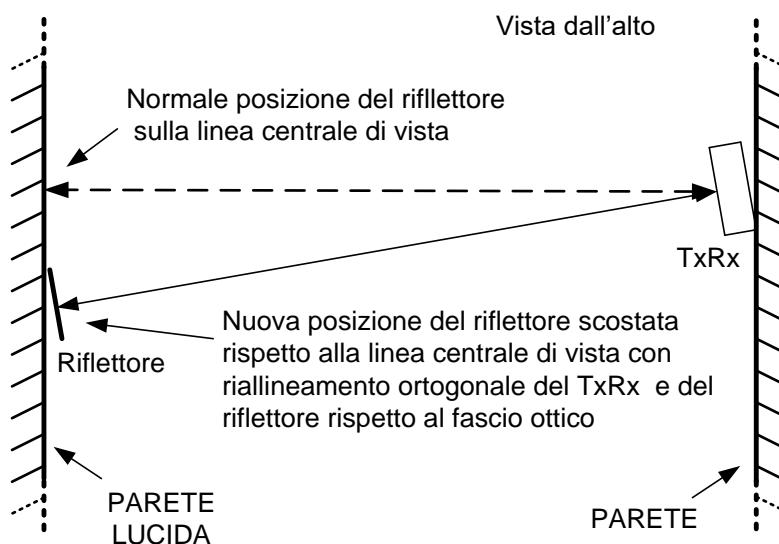 Vista dall'alto
Normale posizione del rifllettore
sulla linea centrale di vista
TxRx
Nuova posizione del riflettore scostata
rispetto alla linea centrale di vista con
riallineamento ortogonale del TxRx e del
riflettore rispetto al fascio ottico
Riflettore
PARETE
LUCIDA
PARETE